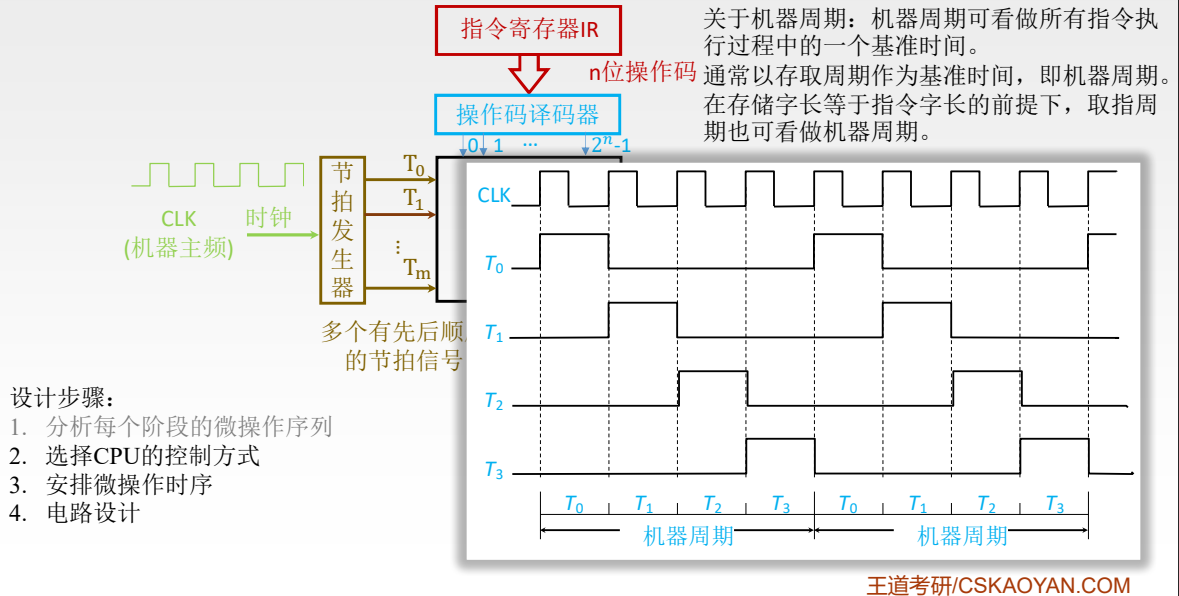 指令寄存器IR
n位操作码
操作码译码器
0 1 ⋯ 2ⁿ-1
关于机器周期：机器周期可看做所有指令执
行过程中的一个基准时间。
通常以存取周期作为基准时间，即机器周期。
在存储字长等于指令字长的前提下，取指周
期也可看做机器周期。
CLK
(机器主频)
时钟
节
拍
发
生
器
T₀
T₁
⋮
Tₘ
多个有先后顺
的节拍信号
CLK
T₀
T₁
T₂
T₃
T₀ T₁ T₂ T₃ T₀ T₁ T₂ T₃
机器周期 机器周期
设计步骤：
1. 分析每个阶段的微操作序列
2. 选择CPU的控制方式
3. 安排微操作时序
4. 电路设计
王道考研/CSKAOYAN.COM